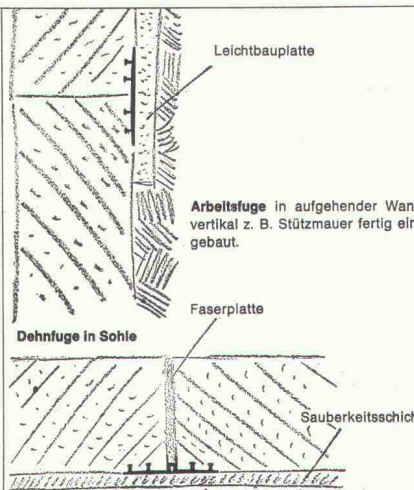 Leichtbauplatte
Arbeitsfuge in aufgehender Wan
vertikal z. B. Stützmauer fertig ein
gebaut.
Faserplatte
Dehnfuge in Sohle
Sauberkeitsschich